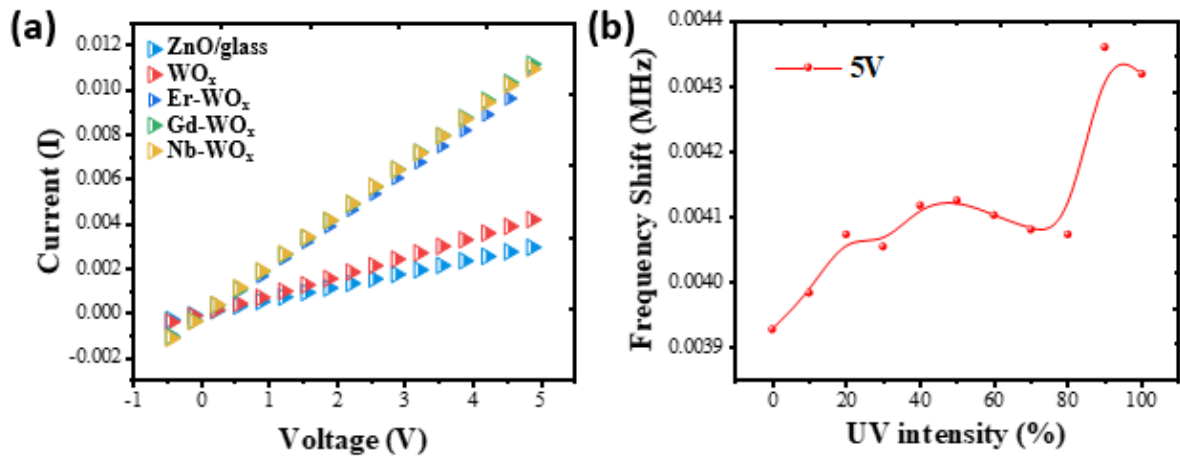 (a)
ZnO/glass
WOₓ
Er-WOₓ
Gd-WOₓ
Nb-WOₓ
0.012
0.010
0.008
0.006
0.004
0.002
0.000
-0.002
Current (I)
-1 0 1 2 3 4 5
Voltage (V)
(b)
5V
0.0044
0.0043
0.0042
0.0041
0.0040
0.0039
Frequency Shift (MHz)
0 20 40 60 80 100
UV intensity (%)